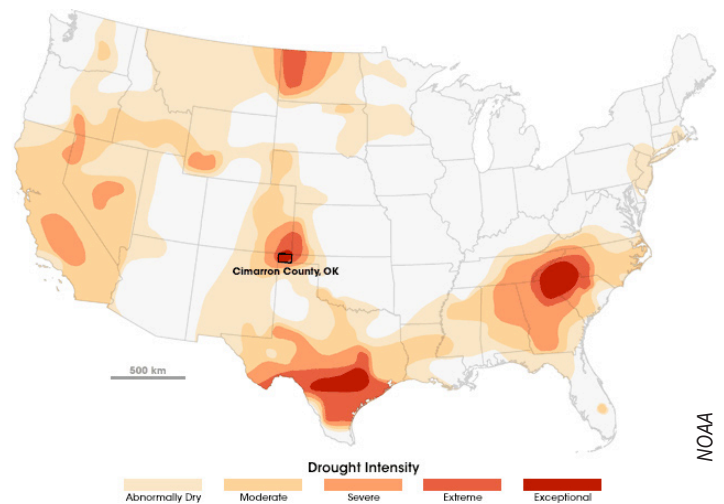 Cimarron County, OK
500 km
NOAA
Drought Intensity
Abnormally Dry Moderate Severe Extreme Exceptional